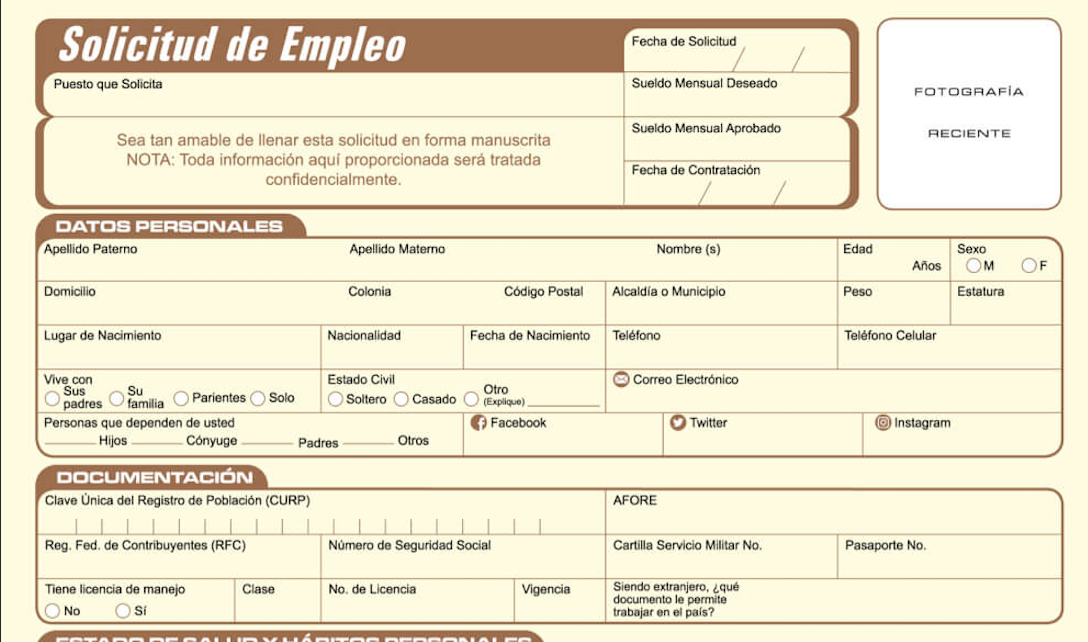 Solicitud de Empleo
Fecha de Solicitud
Puesto que Solicita
Sueldo Mensual Deseado
FOTOGRAFÍA
RECIENTE
Sea tan amable de llenar esta solicitud en forma manuscrita
NOTA: Toda información aquí proporcionada será tratada
confidencialmente.
Sueldo Mensual Aprobado
Fecha de Contratación
DATOS PERSONALES
Apellido Paterno Apellido Materno Nombre (s) Edad Sexo
Años M F
Domicilio Colonia Código Postal Alcaldía o Municipio Peso Estatura
Lugar de Nacimiento Nacionalidad Fecha de Nacimiento Teléfono Teléfono Celular
Vive con
Sus
padres
Su
familia
Parientes Solo
Estado Civil
Soltero Casado
Otro
(Explique)
Correo Electrónico
Personas que dependen de usted
Hijos Cónyuge Padres Otros
Facebook Twitter Instagram
DOCUMENTACIÓN
Clave Única del Registro de Población (CURP) AFORE
Reg. Fed. de Contribuyentes (RFC) Número de Seguridad Social Cartilla Servicio Militar No. Pasaporte No.
Tiene licencia de manejo Clase No. de Licencia Vigencia
No Sí
Siendo extranjero, ¿qué
documento le permite
trabajar en el país?
ESTADO DE SALUD Y HÁBITOS PERSONALES